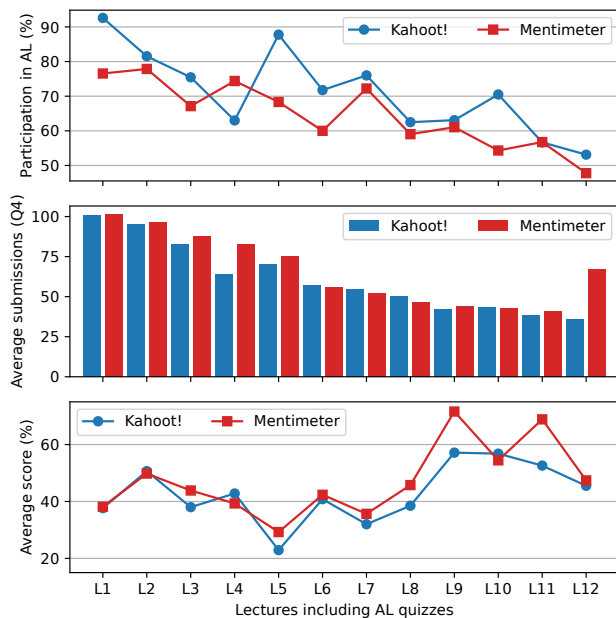 Participation in AL (%)
90
80
70
60
50
Kahoot!
Mentimeter
Average submissions (Q4)
100
75
50
25
0
Kahoot!
Mentimeter
Average score (%)
60
40
20
Kahoot!
Mentimeter
L1 L2 L3 L4 L5 L6 L7 L8 L9 L10 L11 L12
Lectures including AL quizzes